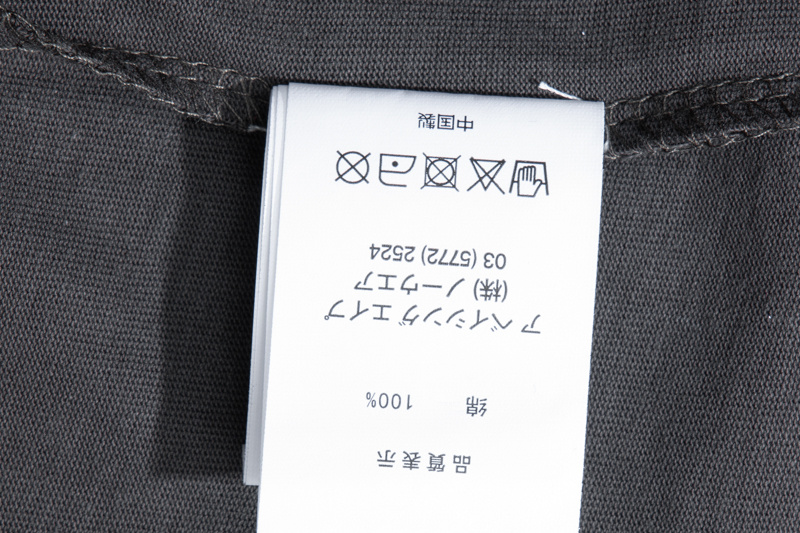 品質表示
綿 100%
アベイシングエイプ
(株) ノーウエア
03 (5772) 2524
中国製